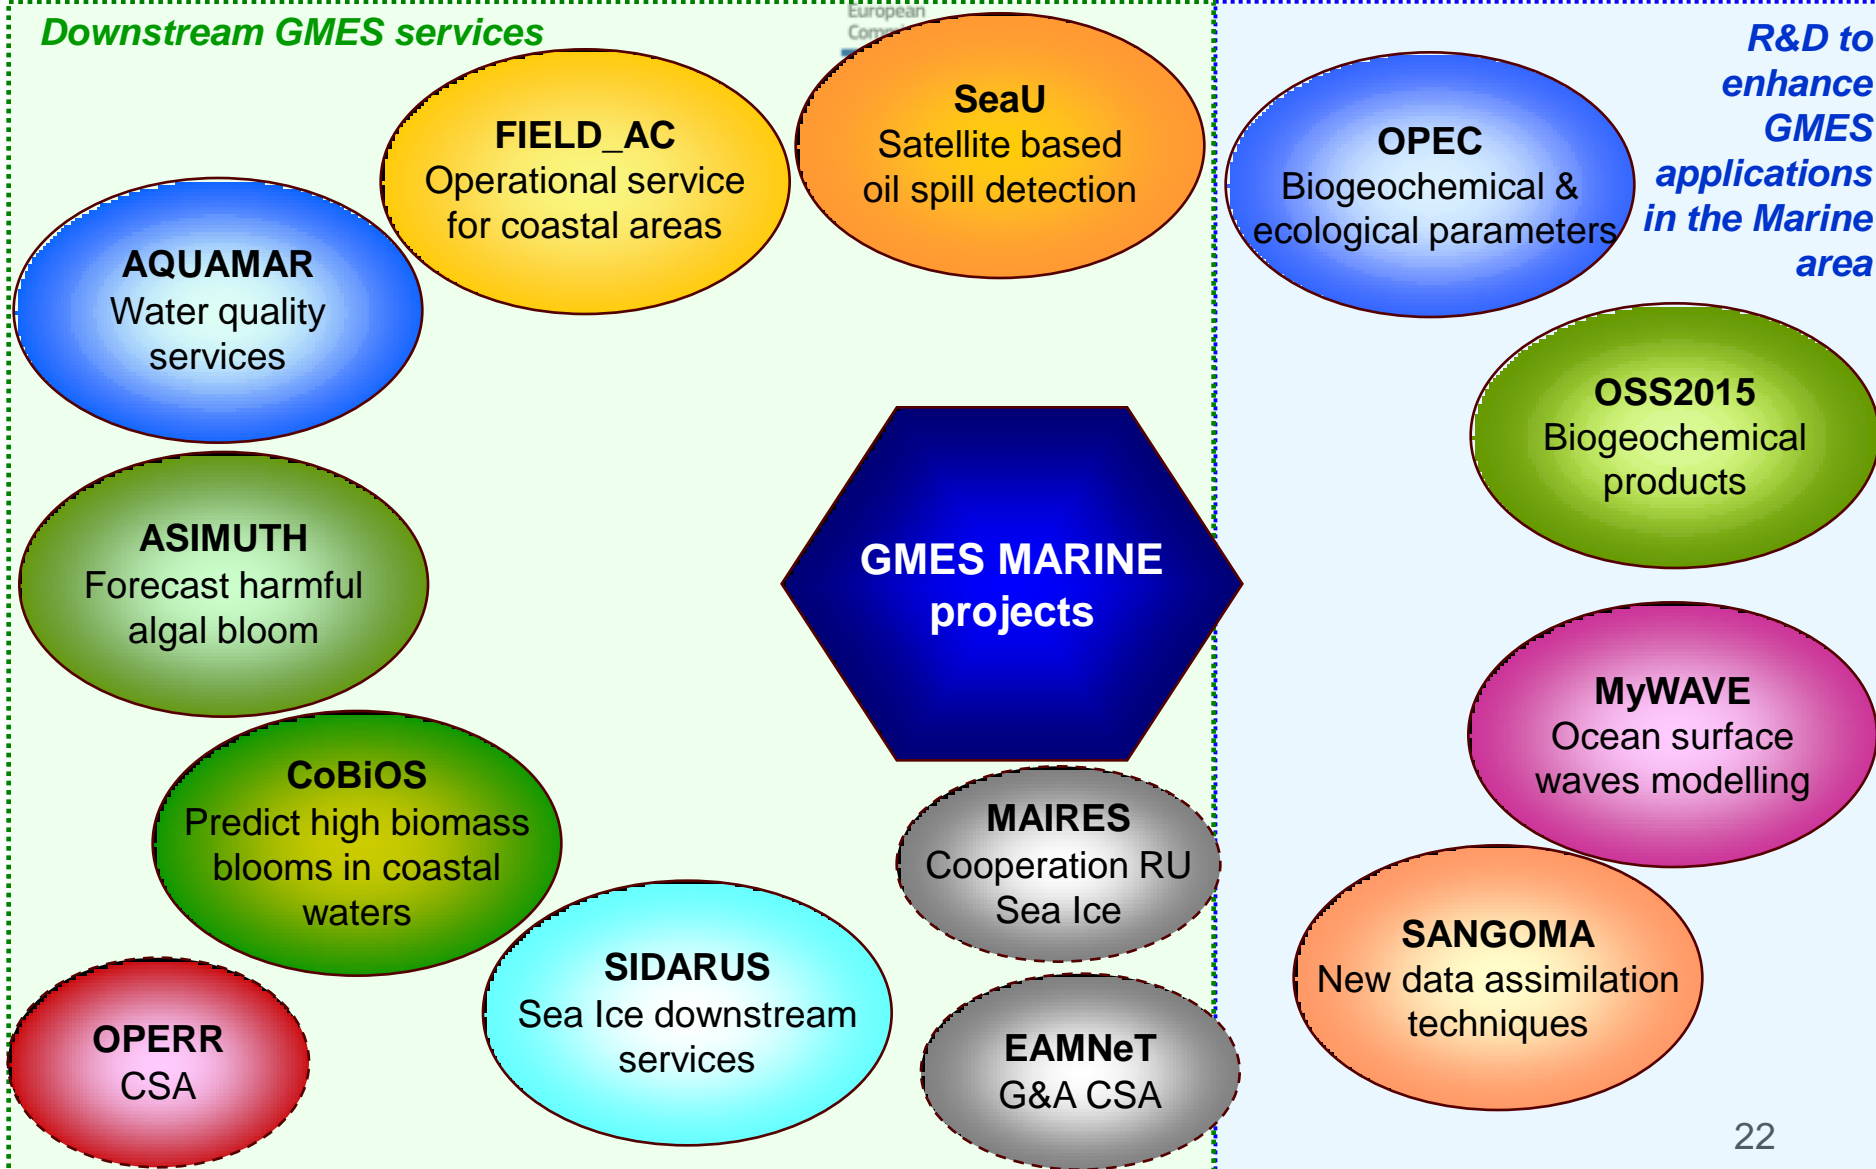 Downstream GMES services
European
R&D to
enhance
GMES
applications
in the Marine
area
SeaU
Satellite based
oil spill detection
FIELD_AC
Operational service
for coastal areas
OPEC
Biogeochemical &
ecological parameters
AQUAMAR
Water quality
services
OSS2015
Biogeochemical
products
ASIMUTH
Forecast harmful
algal bloom
GMES MARINE
projects
MyWAVE
Ocean surface
waves modelling
CoBiOS
Predict high biomass
blooms in coastal
waters
MAIRES
Cooperation RU
Sea Ice
SANGOMA
New data assimilation
techniques
SIDARUS
Sea Ice downstream
services
OPERR
CSA
EAMNeT
G&A CSA
22